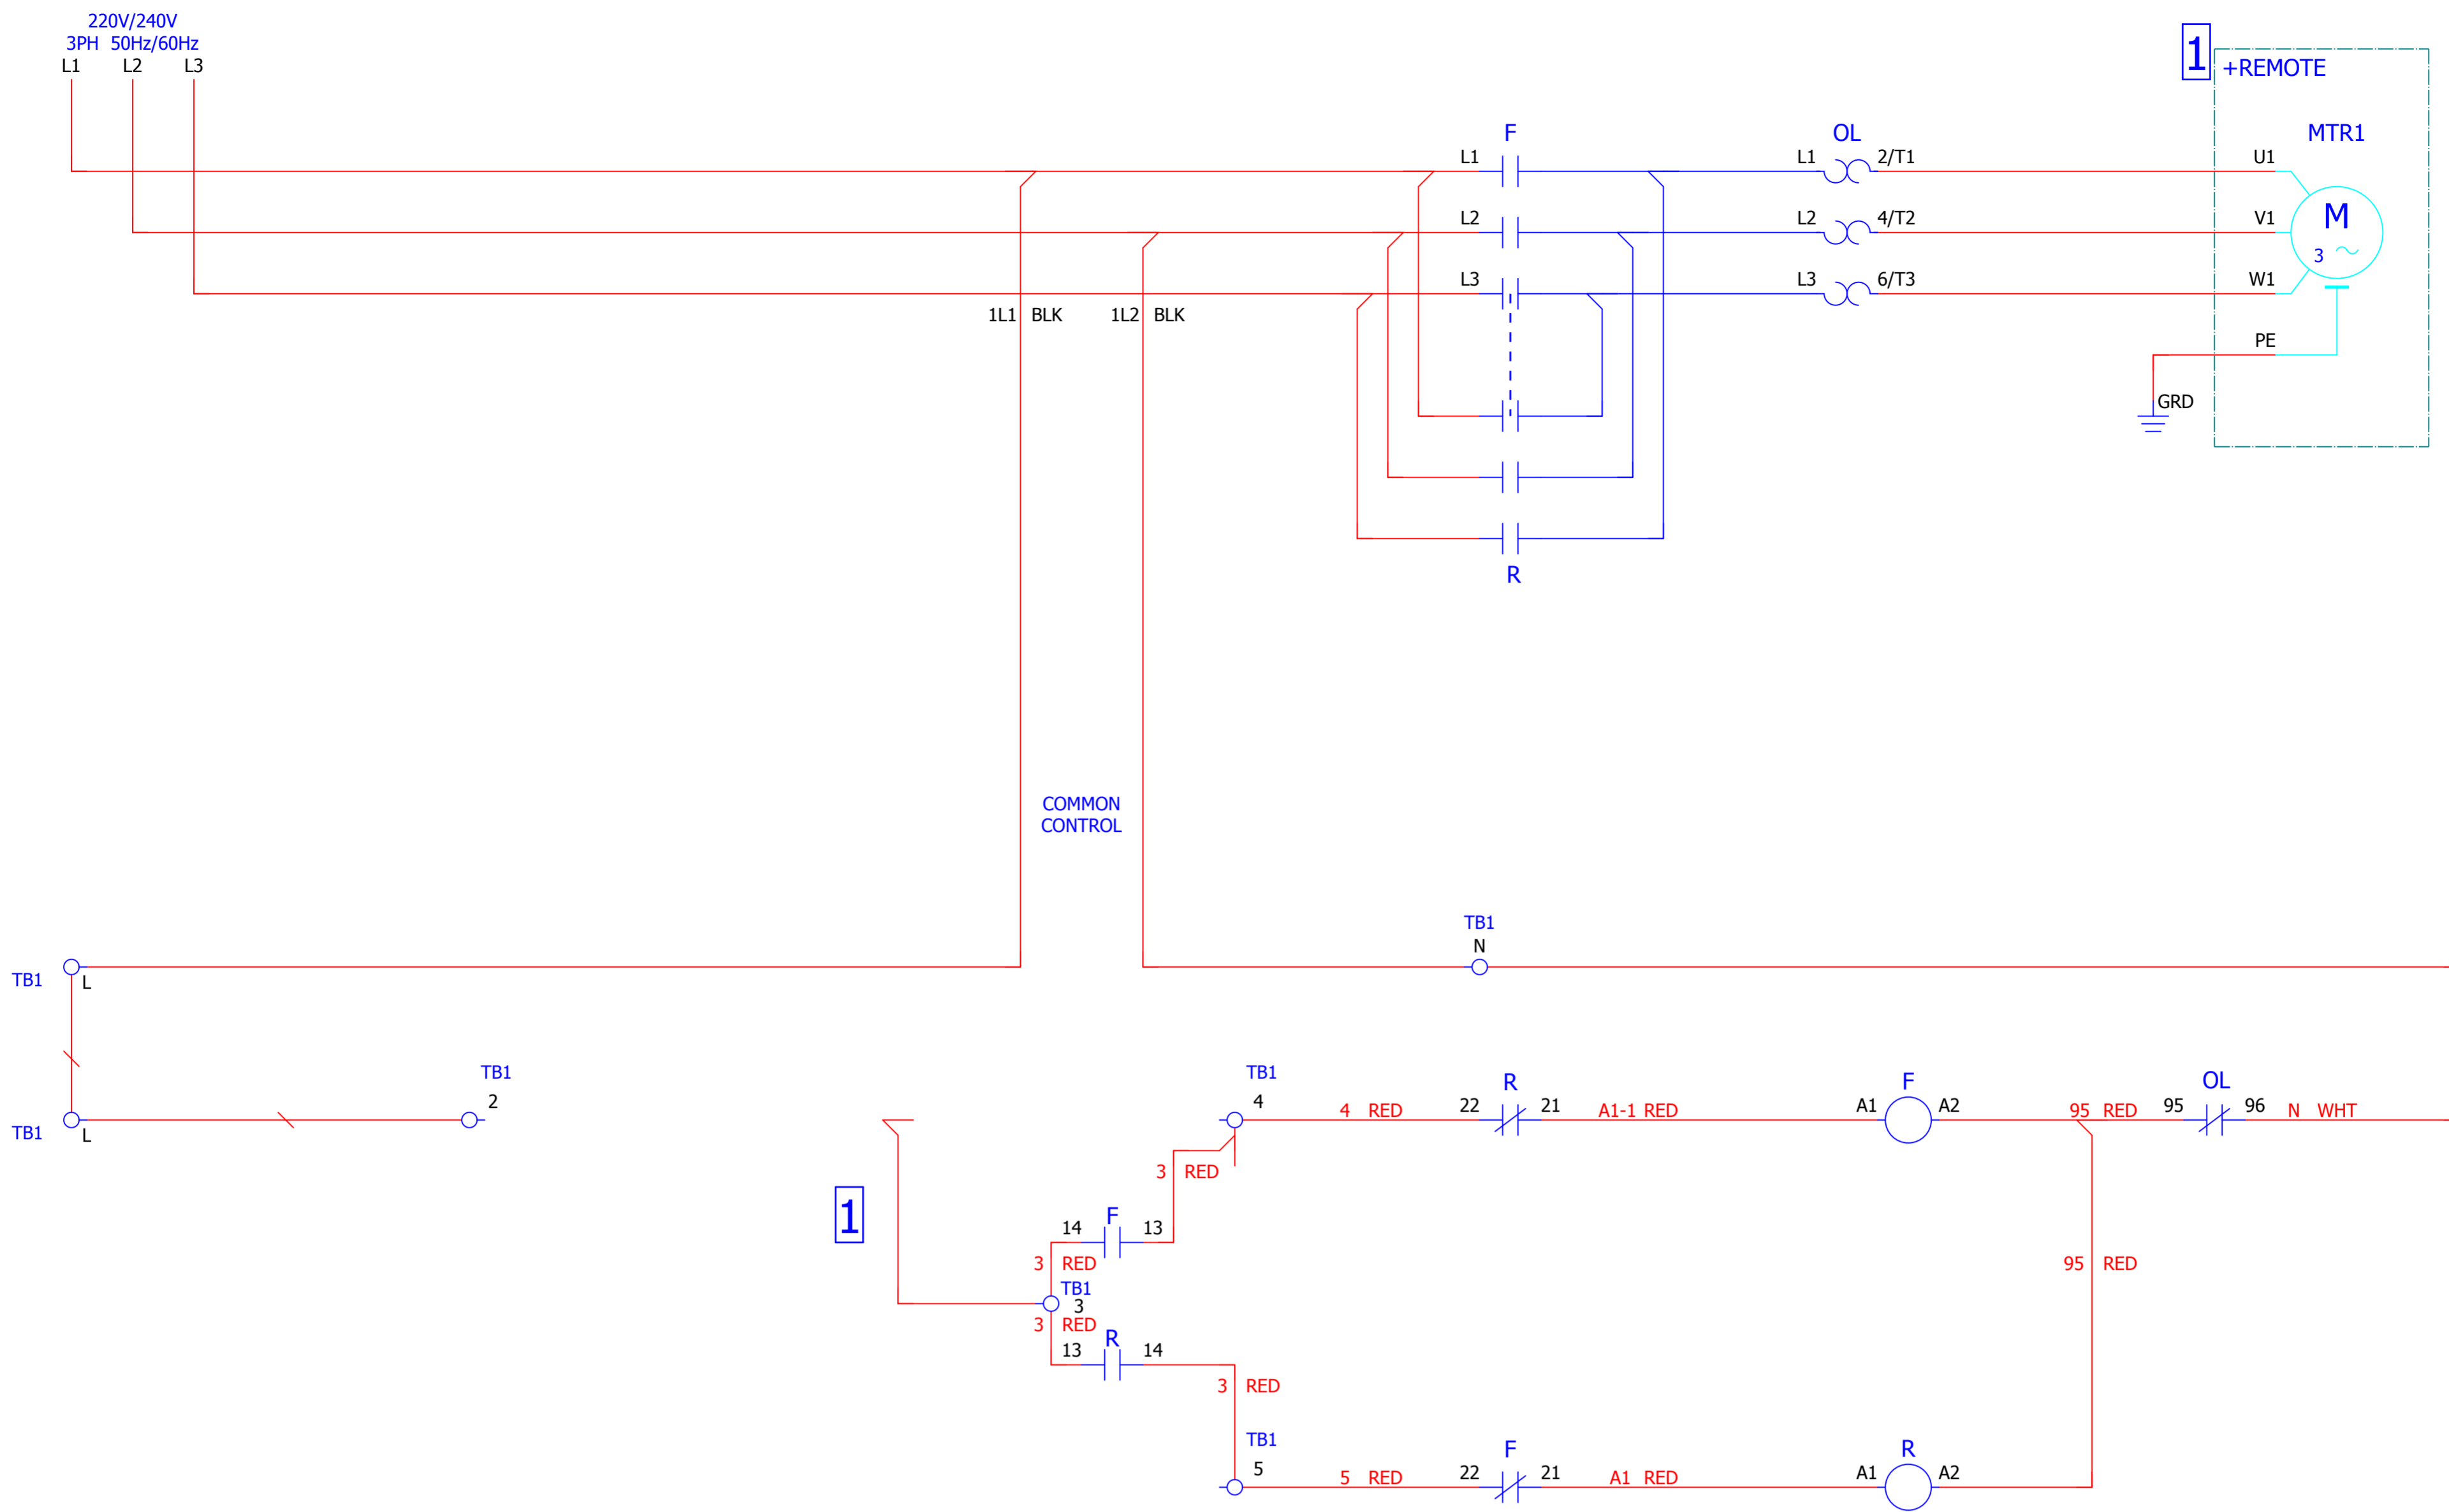 220V/240V
3PH 50Hz/60Hz
L1 L2 L3
1
+REMOTE
F OL MTR1
L1 L1 2/T1 U1
M
L2 L2 4/T2 V1
3
L3 L3 6/T3 W1
1L1 BLK 1L2 BLK
PE
GRD
R
COMMON
CONTROL
TB1
N
TB1 L
TB1 TB1 R F OL
2 4 4 RED 22 21 A1-1 RED A1 A2 95 RED 95 96 N WHT
TB1 L
3 RED
1
14 F 13
3 RED 95 RED
TB1
3
3 RED
13 R 14
3 RED
TB1 F R
5 5 RED 22 21 A1 RED A1 A2